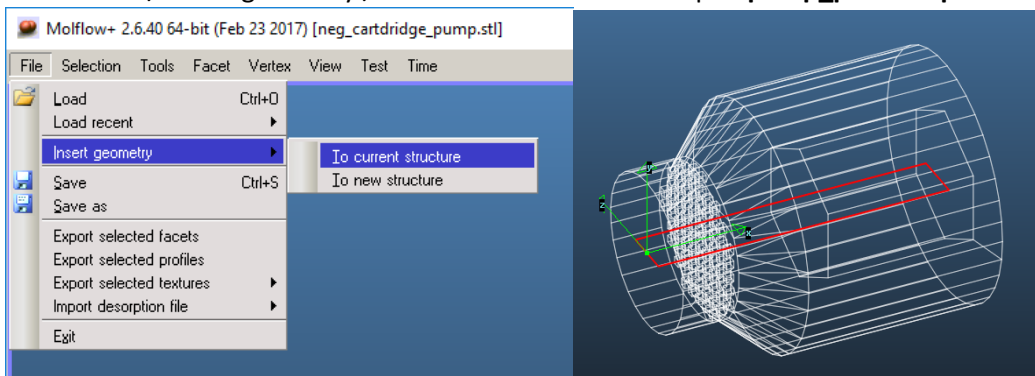 Molflow+ 2.6.40 64-bit (Feb 23 2017) [neg_cartdridge_pump.stl]
File Selection Tools Facet Vertex View Test Time
Load Ctrl+O
Load recent
Insert geometry
To current structure
To new structure
Save Ctrl+S
Save as
Export selected facets
Export selected profiles
Export selected textures
Import desorption file
Exit
y
z
x